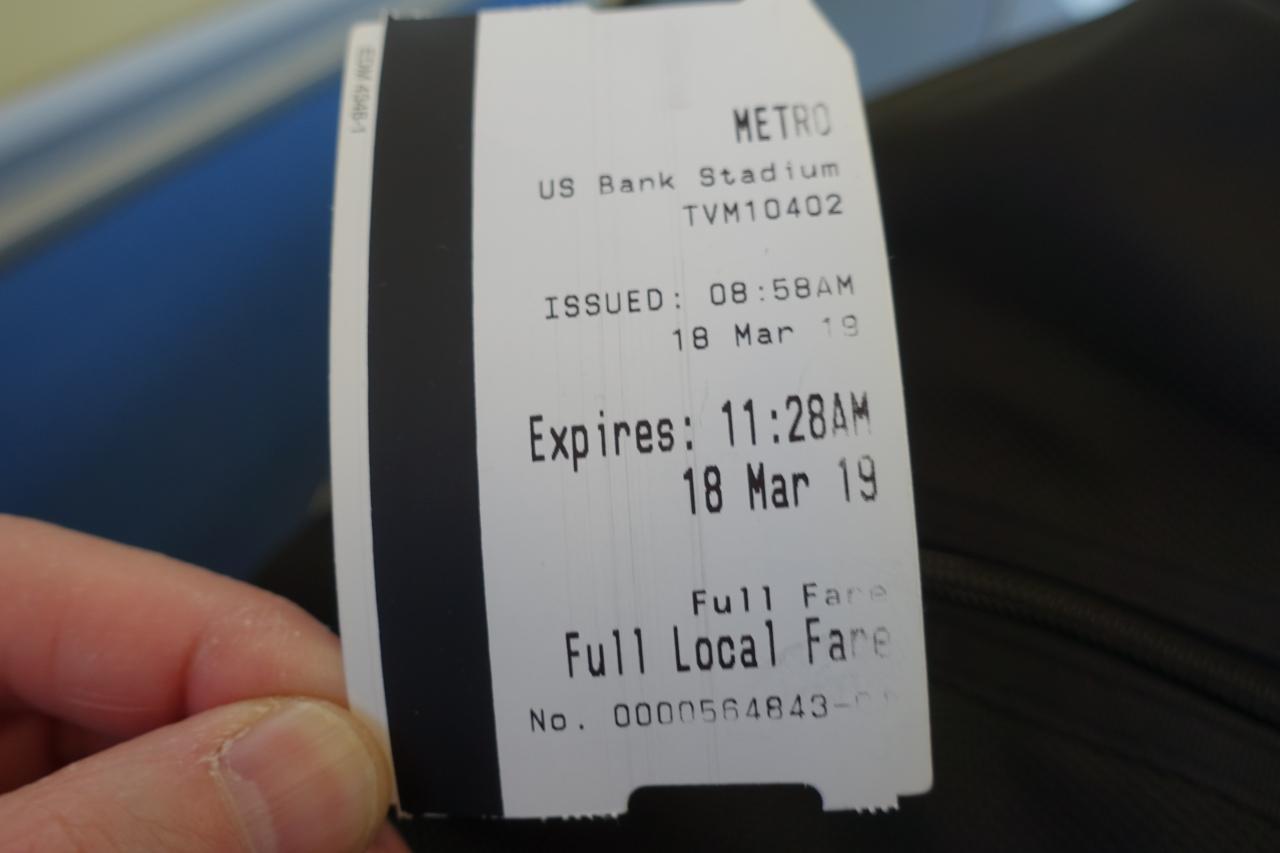 METRO
US Bank Stadium
TVM10402
ISSUED: 08:58AM
18 Mar 19
Expires: 11:28AM
18 Mar 19
Full Fare
Full Local Fare
No. 0000564843-